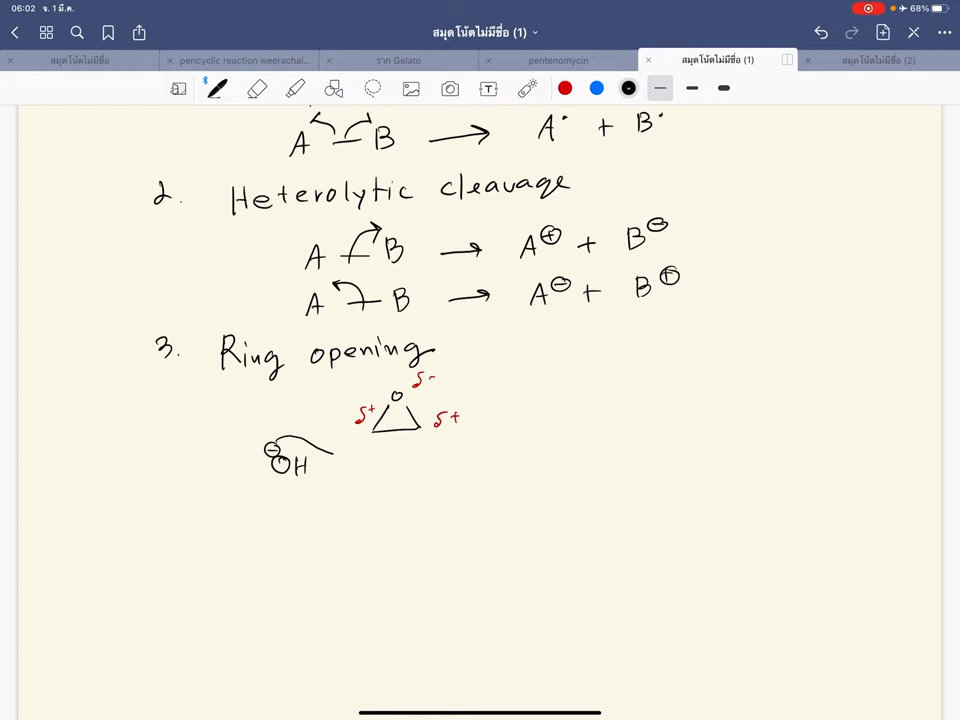 06:02 จ. 1 มี.ค.
68%
สมุดโน้ตไม่มีชื่อ (1)
สมุดโน้ตไม่มีชื่อ
pericyclic reaction weerachai...
ราก Gelato
pentenomycin
สมุดโน้ตไม่มีชื่อ (1)
สมุดโน้ตไม่มีชื่อ (2)
A — B → A• + B•
2. Heterolytic cleavage
A — B → A⊕ + B⊖
A — B → A⊖ + B⊕
3. Ring opening
δ-
O
δ+ δ+
⊖
OH